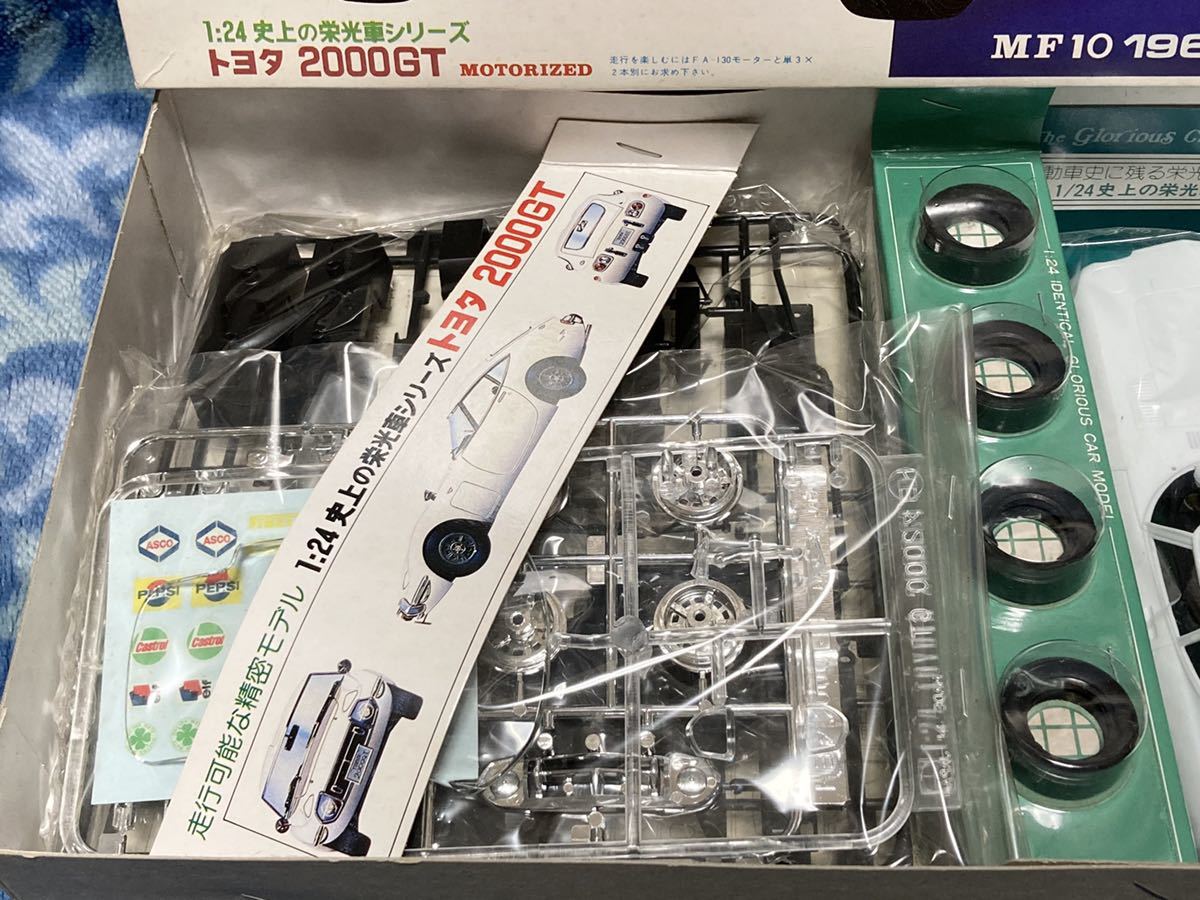 1:24 史上の栄光車シリーズ
トヨタ 2000GT MOTORIZED
走行を楽しむにはFA-130モーターと単3×
2本別にお求め下さい。
MF10 196
The Glorious C
動車史に残る栄光
1/24 史上の栄光
1:24 IDENTICAL GLORIOUS CAR MODEL
走行可能な精密モデル 1:24 史上の栄光車シリーズ トヨタ 2000GT
ASCO
ASCO
PEPSI
PEPSI
Castrol
Castrol
elf